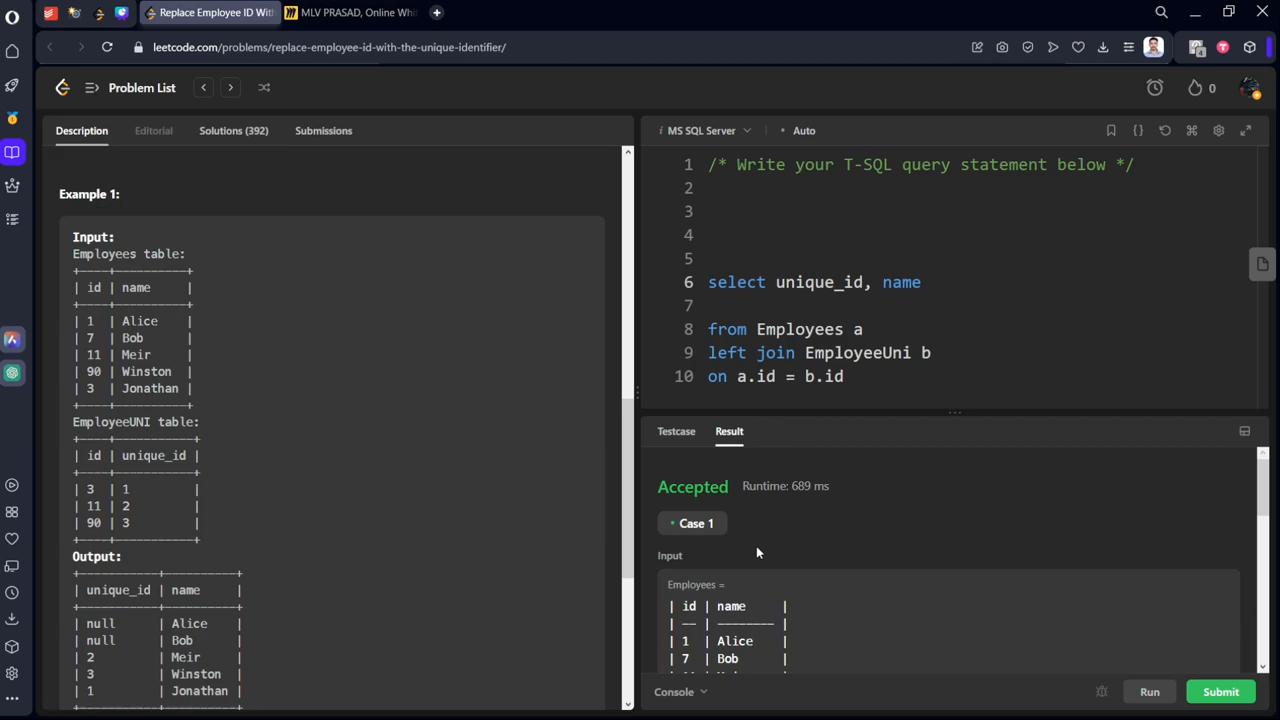 Replace Employee ID With
MLV PRASAD, Online Whi
leetcode.com/problems/replace-employee-id-with-the-unique-identifier/
4
Problem List
0
Description
Editorial
Solutions (392)
Submissions
Example 1:
Input:
Employees table:
+----+----------+
| id | name     |
+----+----------+
| 1  | Alice    |
| 7  | Bob      |
| 11 | Meir     |
| 90 | Winston  |
| 3  | Jonathan |
+----+----------+
EmployeeUNI table:
+----+-----------+
| id | unique_id |
+----+-----------+
| 3  | 1         |
| 11 | 2         |
| 90 | 3         |
+----+-----------+
Output:
+-----------+----------+
| unique_id | name     |
+-----------+----------+
| null      | Alice    |
| null      | Bob      |
| 2         | Meir     |
| 3         | Winston  |
| 1         | Jonathan |
+-----------+----------+
i MS SQL Server
• Auto
1 /* Write your T-SQL query statement below */
2
3
4
5
6 select unique_id, name
7
8 from Employees a
9 left join EmployeeUni b
10 on a.id = b.id
Testcase
Result
Accepted Runtime: 689 ms
• Case 1
Input
Employees =
| id | name     |
| -- | -------- |
| 1  | Alice    |
| 7  | Bob      |
Console
Run
Submit